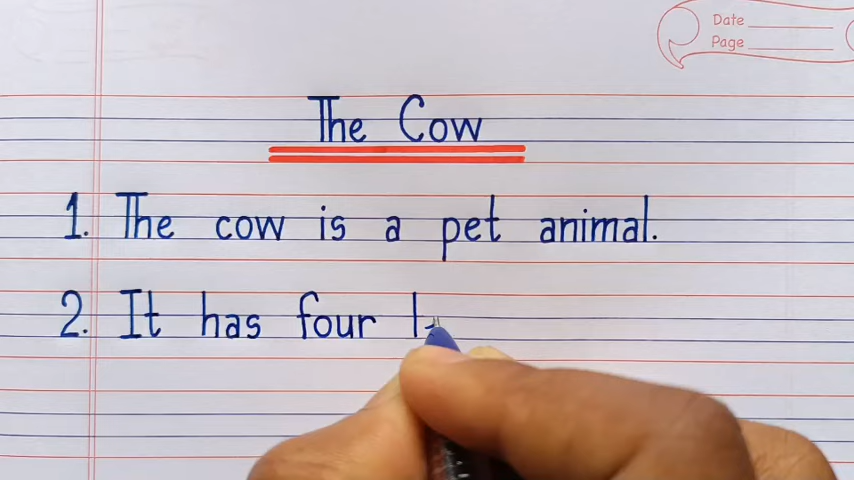 Date
Page
The Cow
1. The cow is a pet animal.
2. It has four